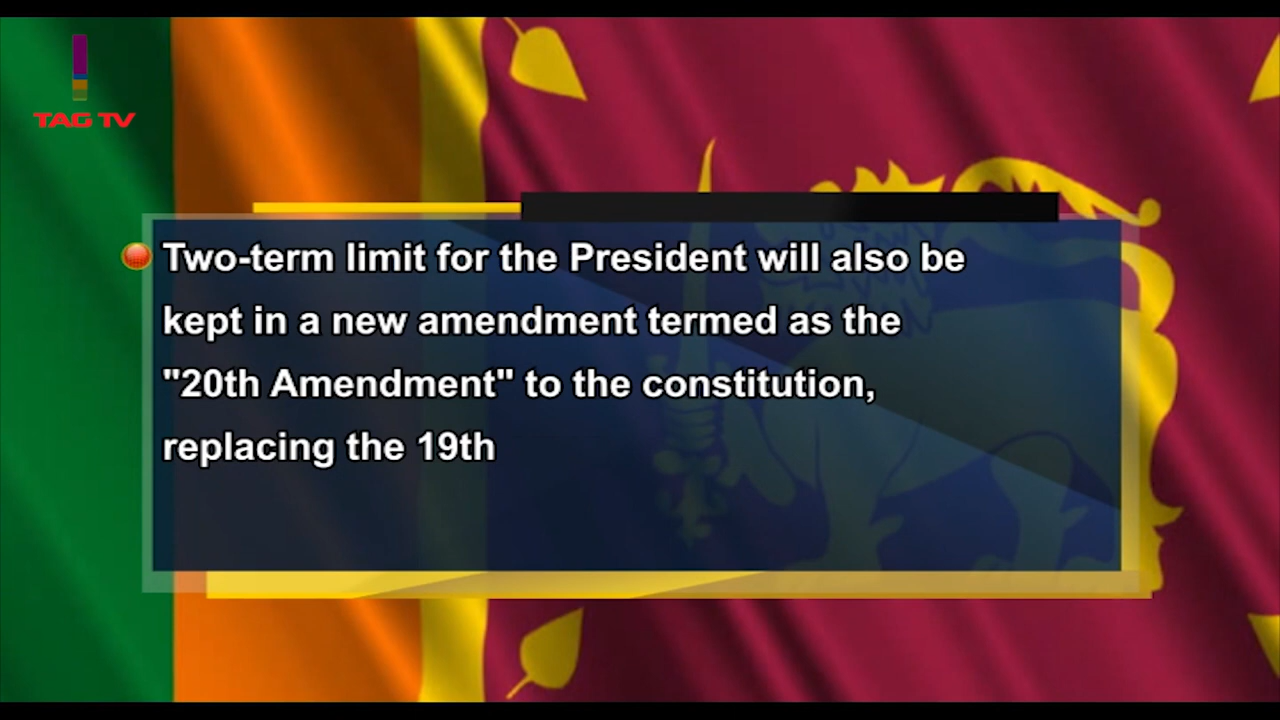 TAG TV
Two-term limit for the President will also be
kept in a new amendment termed as the
"20th Amendment" to the constitution,
replacing the 19th